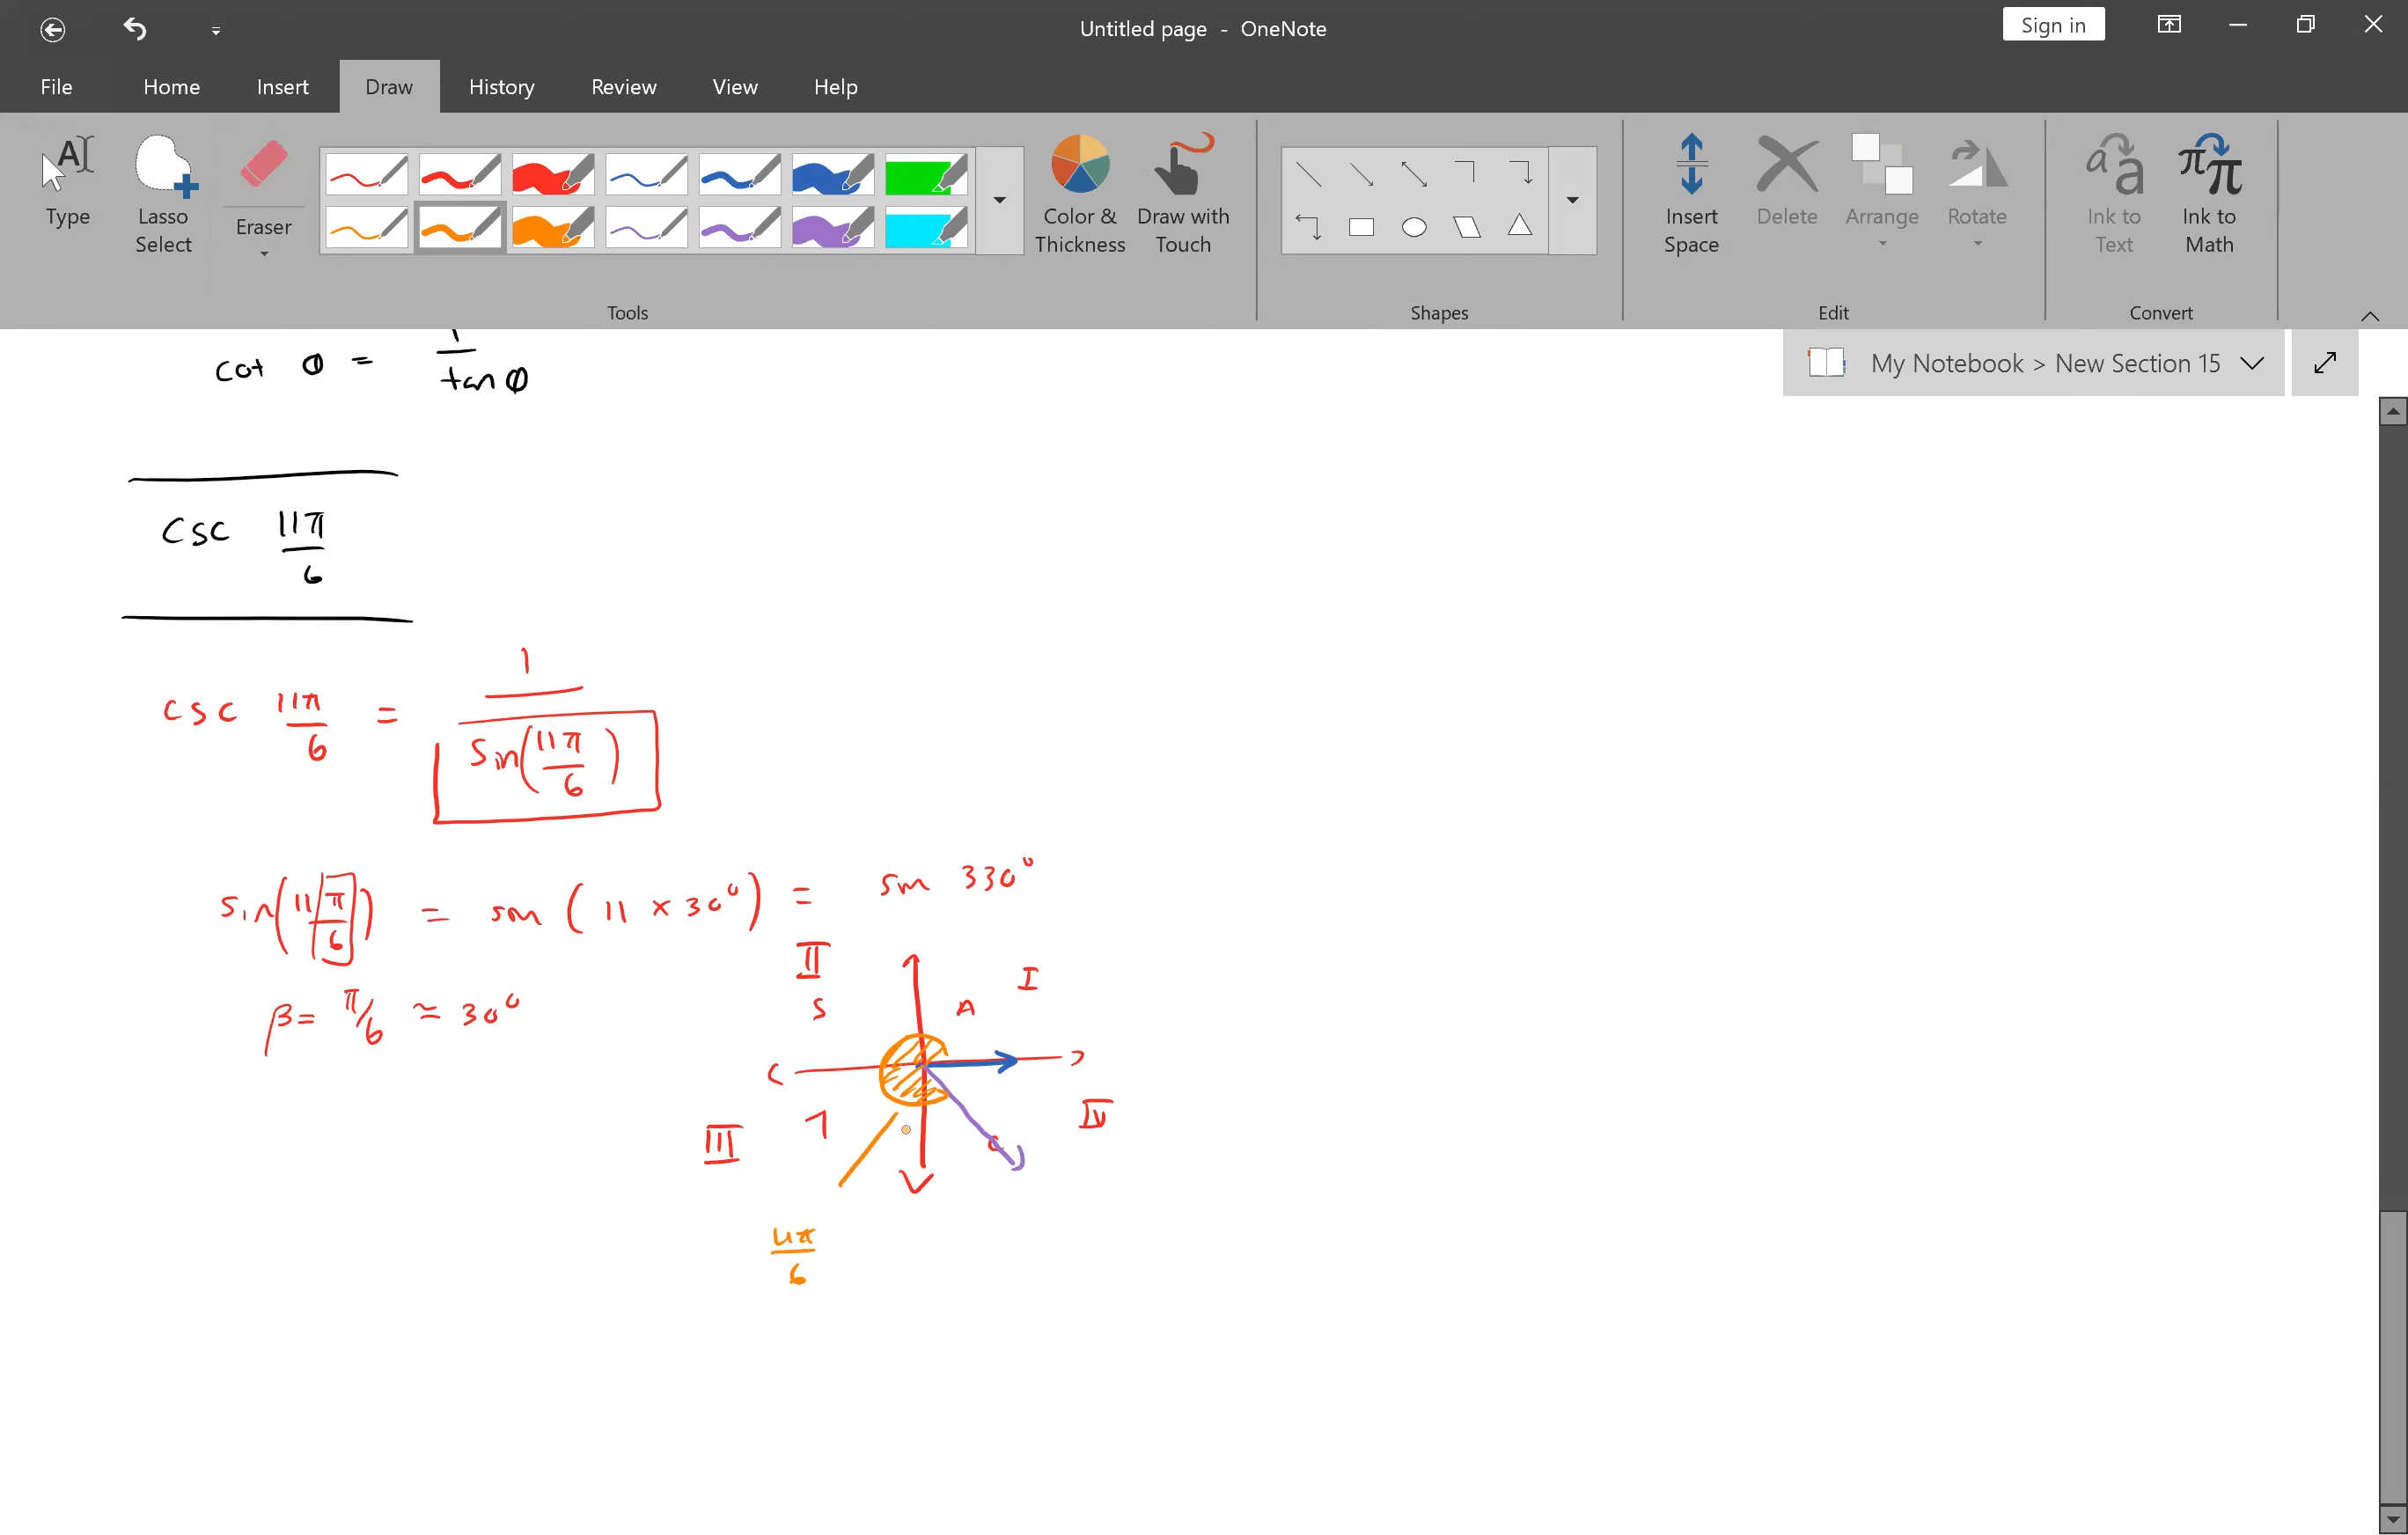 Untitled page - OneNote
Sign in
File Home Insert Draw History Review View Help
Type
Lasso Select
Eraser
Color & Thickness
Draw with Touch
Insert Space
Delete
Arrange
Rotate
Ink to Text
Ink to Math
Tools
Shapes
Edit
Convert
My Notebook > New Section 15
cot θ = 1/tan θ
csc 11π/6
csc 11π/6 = 1/sin(11π/6)
sin(11π/6) = sin (11 × 30°) = sin 330°
β = π/6 ≃ 30°
II
I
S
A
III
T
C
IV
4π/6